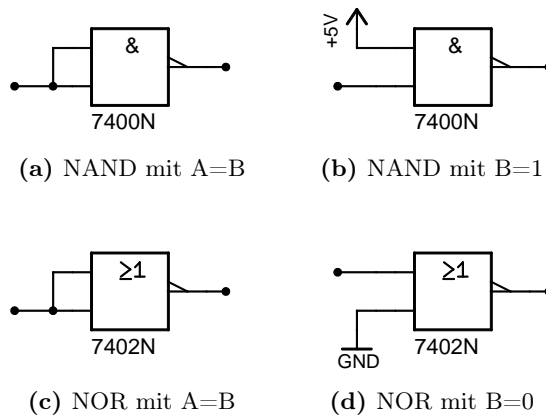 & +5V &
7400N 7400N
(a) NAND mit A=B (b) NAND mit B=1
≥1 ≥1
7402N GND 7402N
(c) NOR mit A=B (d) NOR mit B=0